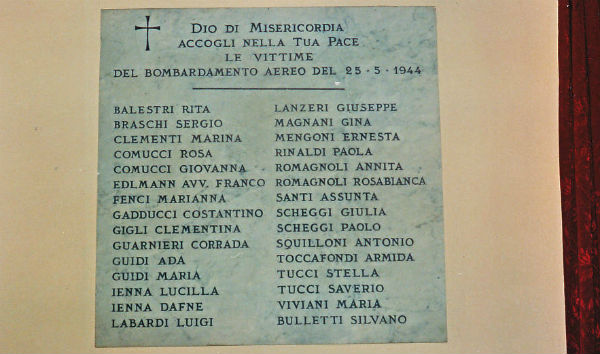 DIO DI MISERICORDIA
ACCOGLI NELLA TUA PACE
LE VITTIME
DEL BOMBARDAMENTO AEREO DEL 25·5·1944
BALESTRI RITA
BRASCHI SERGIO
CLEMENTI MARINA
COMUCCI ROSA
COMUCCI GIOVANNA
EDLMANN AVV. FRANCO
FENCI MARIANNA
GADDUCCI COSTANTINO
GIGLI CLEMENTINA
GUARNIERI CORRADA
GUIDI ADA
GUIDI MARIA
IENNA LUCILLA
IENNA DAFNE
LABARDI LUIGI
LANZERI GIUSEPPE
MAGNANI GINA
MENGONI ERNESTA
RINALDI PAOLA
ROMAGNOLI ANNITA
ROMAGNOLI ROSABIANCA
SANTI ASSUNTA
SCHEGGI GIULIA
SCHEGGI PAOLO
SQUILLONI ANTONIO
TOCCAFONDI ARMIDA
TUCCI STELLA
TUCCI SAVERIO
VIVIANI MARIA
BULLETTI SILVANO